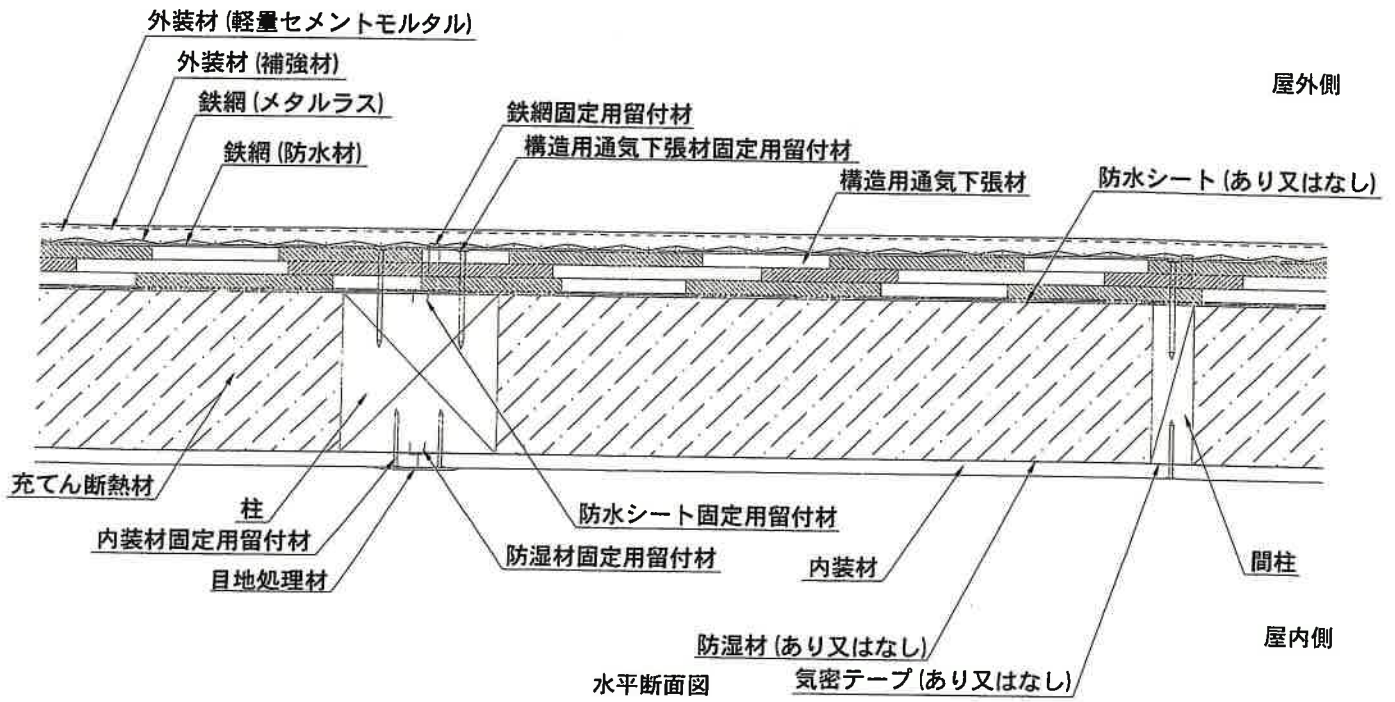 外装材 (軽量セメントモルタル)
外装材 (補強材)
屋外側
鉄網 (メタルラス)
鉄網固定用留付材
鉄網 (防水材)
構造用通気下張材固定用留付材
構造用通気下張材
防水シート (あり又はなし)
充てん断熱材
柱
防水シート固定用留付材
内装材固定用留付材
防湿材固定用留付材
内装材
間柱
目地処理材
防湿材 (あり又はなし)
屋内側
水平断面図
気密テープ (あり又はなし)